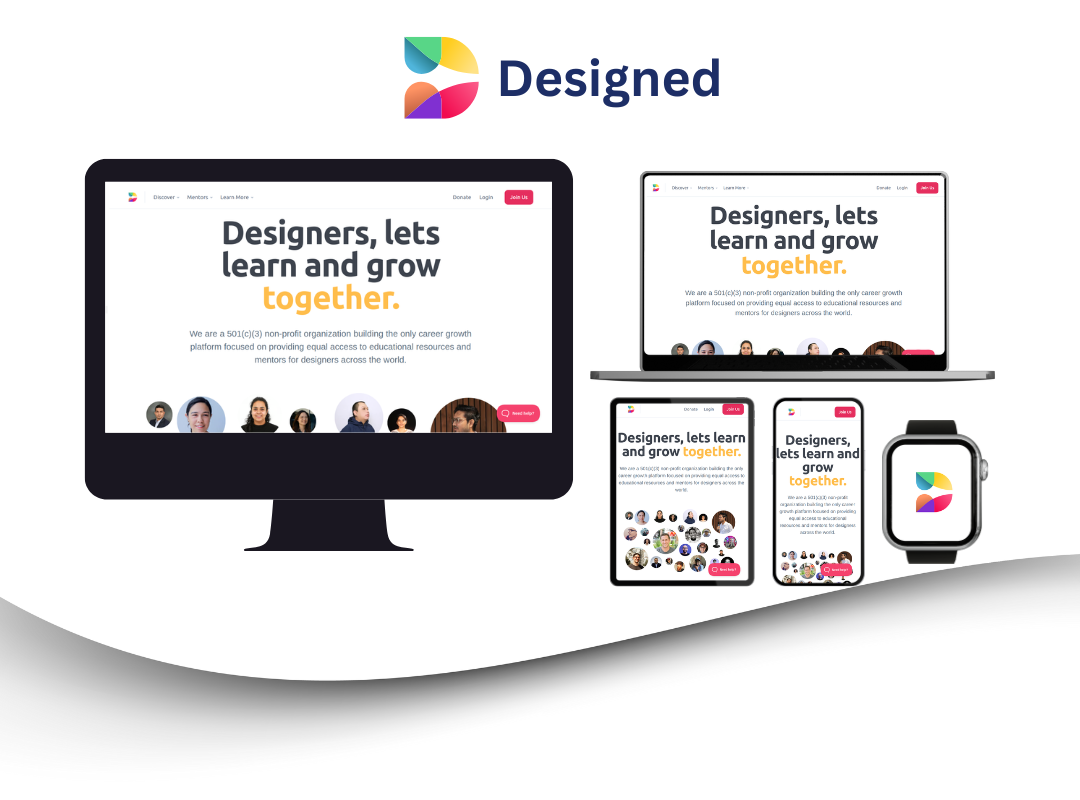 Designed
Discover Mentors Learn More Donate Login Join Us
Designers, lets
learn and grow
together.
We are a 501(c)(3) non-profit organization building the only career growth
platform focused on providing equal access to educational resources and
mentors for designers across the world.
Need help?
Discover Mentors Learn More Donate Login Join Us
Designers, lets
learn and grow
together.
We are a 501(c)(3) non-profit organization building the only career growth
platform focused on providing equal access to educational resources and
mentors for designers across the world.
Donate Login Join Us
Designers, lets learn
and grow together.
We are a 501(c)(3) non-profit organization building the only
career growth platform focused on providing equal access to
educational resources and mentors for designers across the
world.
Need help?
Join Us
Designers,
lets learn and
grow
together.
We are a 501(c)(3) non-profit
organization building the only career
growth platform focused on providing
equal access to educational
resources and mentors for designers
across the world.
Need help?